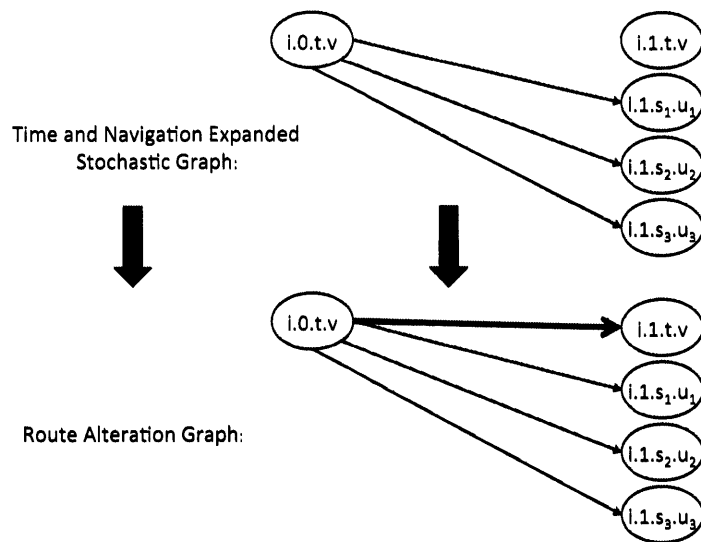 i.0.t.v
i.1.t.v
i.1.s₁.u₁
Time and Navigation Expanded
Stochastic Graph:
i.1.s₂.u₂
i.1.s₃.u₃
i.0.t.v
i.1.t.v
i.1.s₁.u₁
Route Alteration Graph:
i.1.s₂.u₂
i.1.s₃.u₃